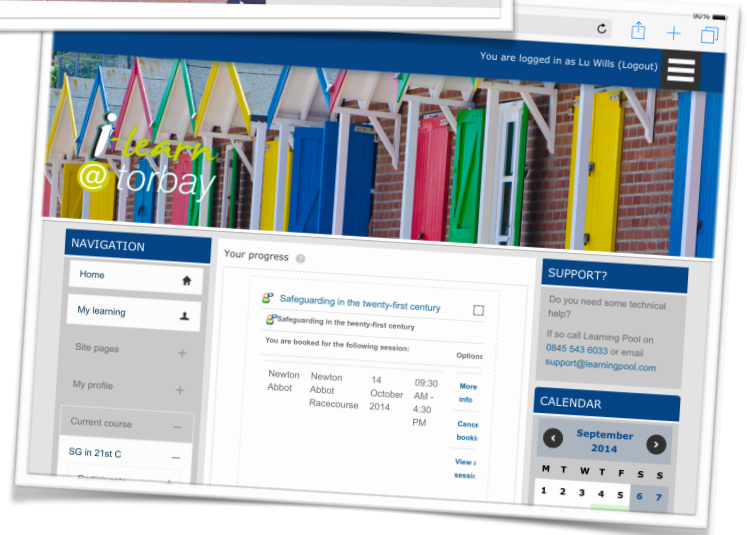 90%
You are logged in as Lu Wills (Logout)
i-learn
@torbay
NAVIGATION
Home
My learning
Site pages
+
My profile
+
Current course
–
SG in 21st C
–
Participants
Your progress
Safeguarding in the twenty-first century
Safeguarding in the twenty-first century
You are booked for the following session:
Options
Newton
Abbot
Newton
Abbot
Racecourse
14
October
2014
09:30
AM -
4:30
PM
More
info
View
SUPPORT?
Do you need some technical
help?
If so call Learning Pool on
0845 543 6033 or email
support@learningpool.com
CALENDAR
September
2014
M T W T F S S
1 2 3 4 5 6 7